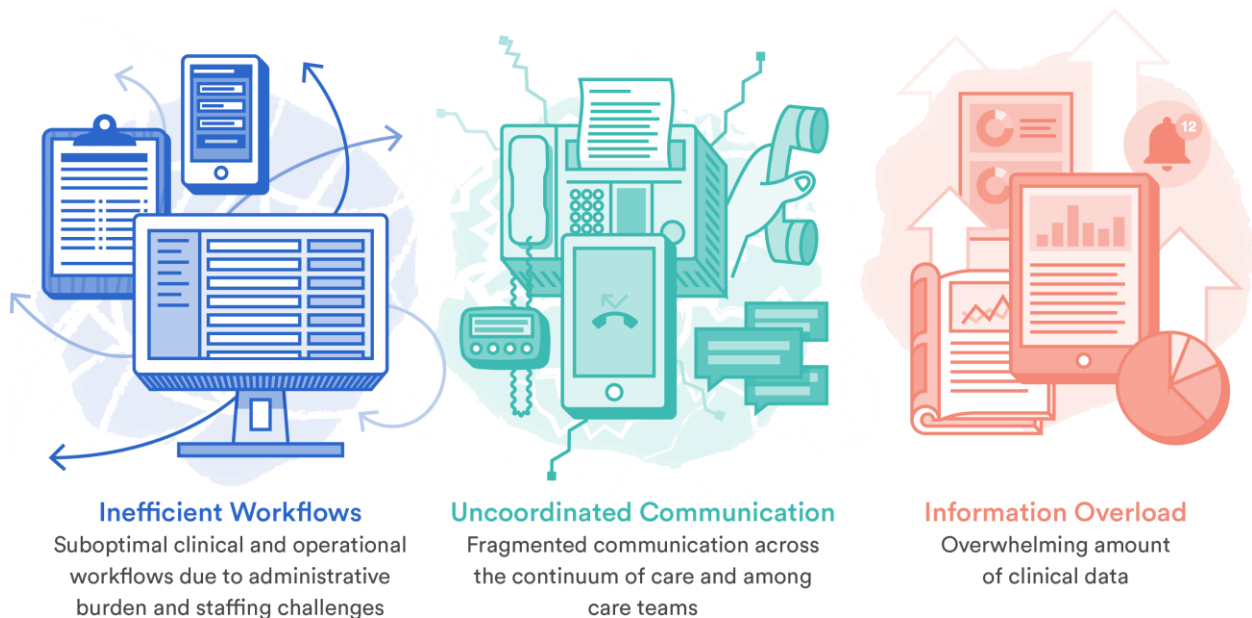 12
Inefficient Workflows
Suboptimal clinical and operational
workflows due to administrative
burden and staffing challenges
Uncoordinated Communication
Fragmented communication across
the continuum of care and among
care teams
Information Overload
Overwhelming amount
of clinical data